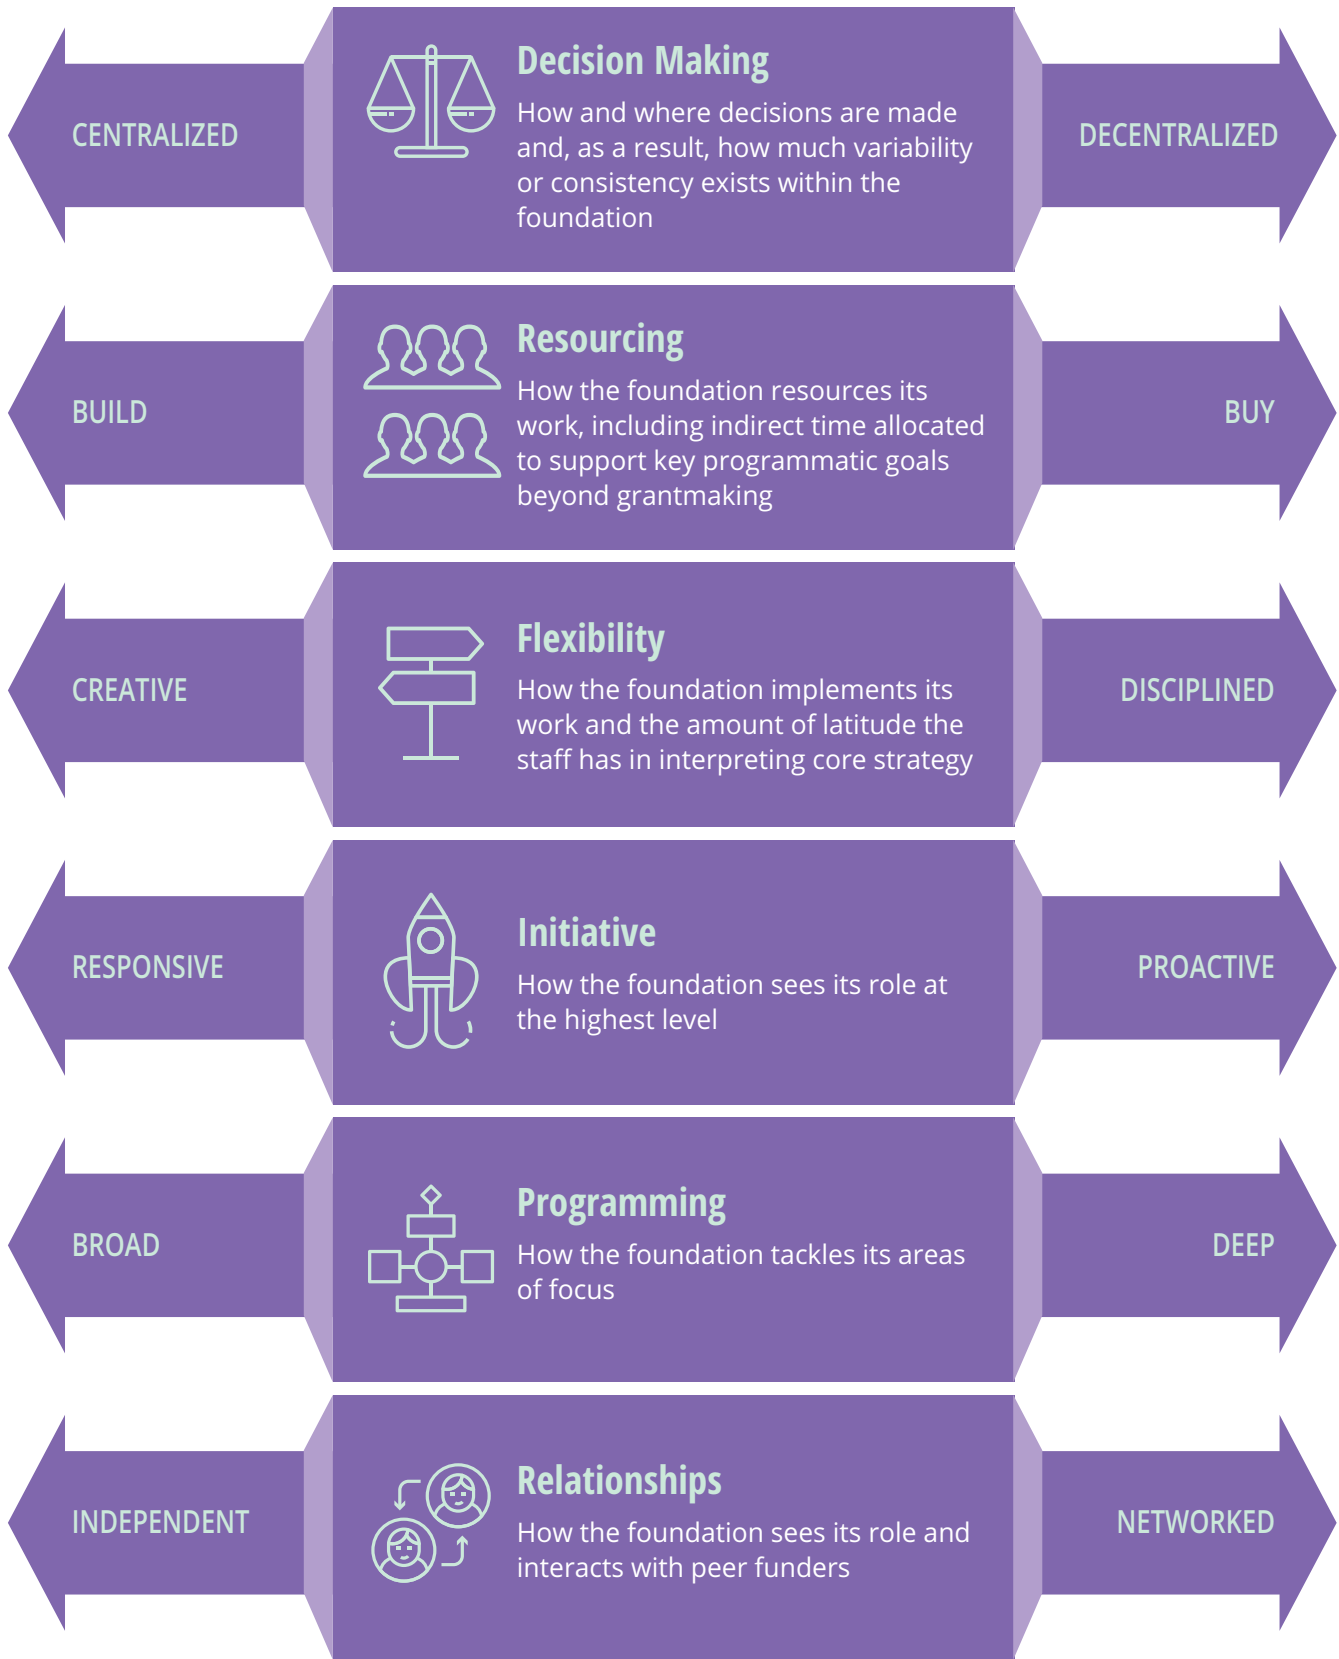 Decision Making
How and where decisions are made
and, as a result, how much variability
or consistency exists within the
foundation
CENTRALIZED
DECENTRALIZED
Resourcing
How the foundation resources its
work, including indirect time allocated
to support key programmatic goals
beyond grantmaking
BUILD
BUY
Flexibility
How the foundation implements its
work and the amount of latitude the
staff has in interpreting core strategy
CREATIVE
DISCIPLINED
Initiative
How the foundation sees its role at
the highest level
RESPONSIVE
PROACTIVE
Programming
How the foundation tackles its areas
of focus
BROAD
DEEP
Relationships
How the foundation sees its role and
interacts with peer funders
INDEPENDENT
NETWORKED